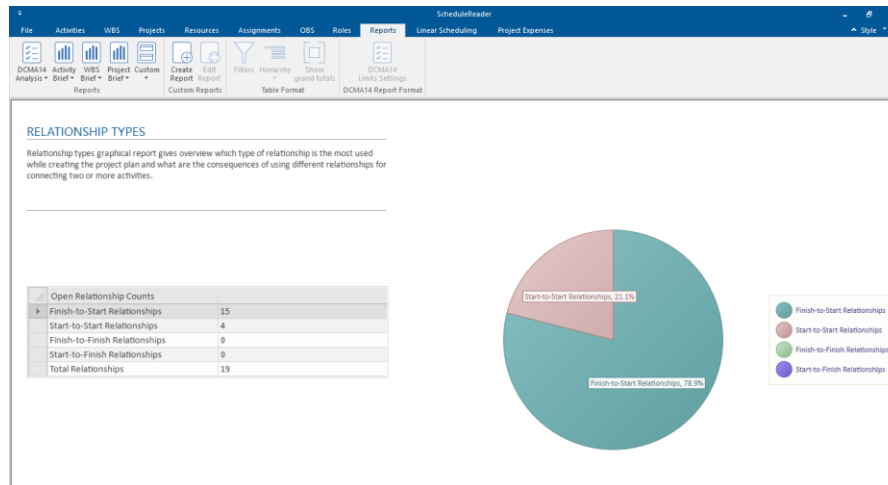 ScheduleReader
File Activities WBS Projects Resources Assignments OBS Roles Reports Linear Scheduling Project Expenses Style
DCMA14 Activity WBS Project Custom Create Edit Filters Hierarchy Show DCMA14
Analysis Brief Brief Brief Report Report grand totals Limits Settings
Reports Custom Reports Table Format DCMA14 Report Format
RELATIONSHIP TYPES
Relationship types graphical report gives overview which type of relationship is the most used
while creating the project plan and what are the consequences of using different relationships for
connecting two or more activities.
Open Relationship Counts
Finish-to-Start Relationships 15
Start-to-Start Relationships 4
Finish-to-Finish Relationships 0
Start-to-Finish Relationships 0
Total Relationships 19
Start-to-Start Relationships, 21.1%
Finish-to-Start Relationships, 78.9%
Finish-to-Start Relationships
Start-to-Start Relationships
Finish-to-Finish Relationships
Start-to-Finish Relationships